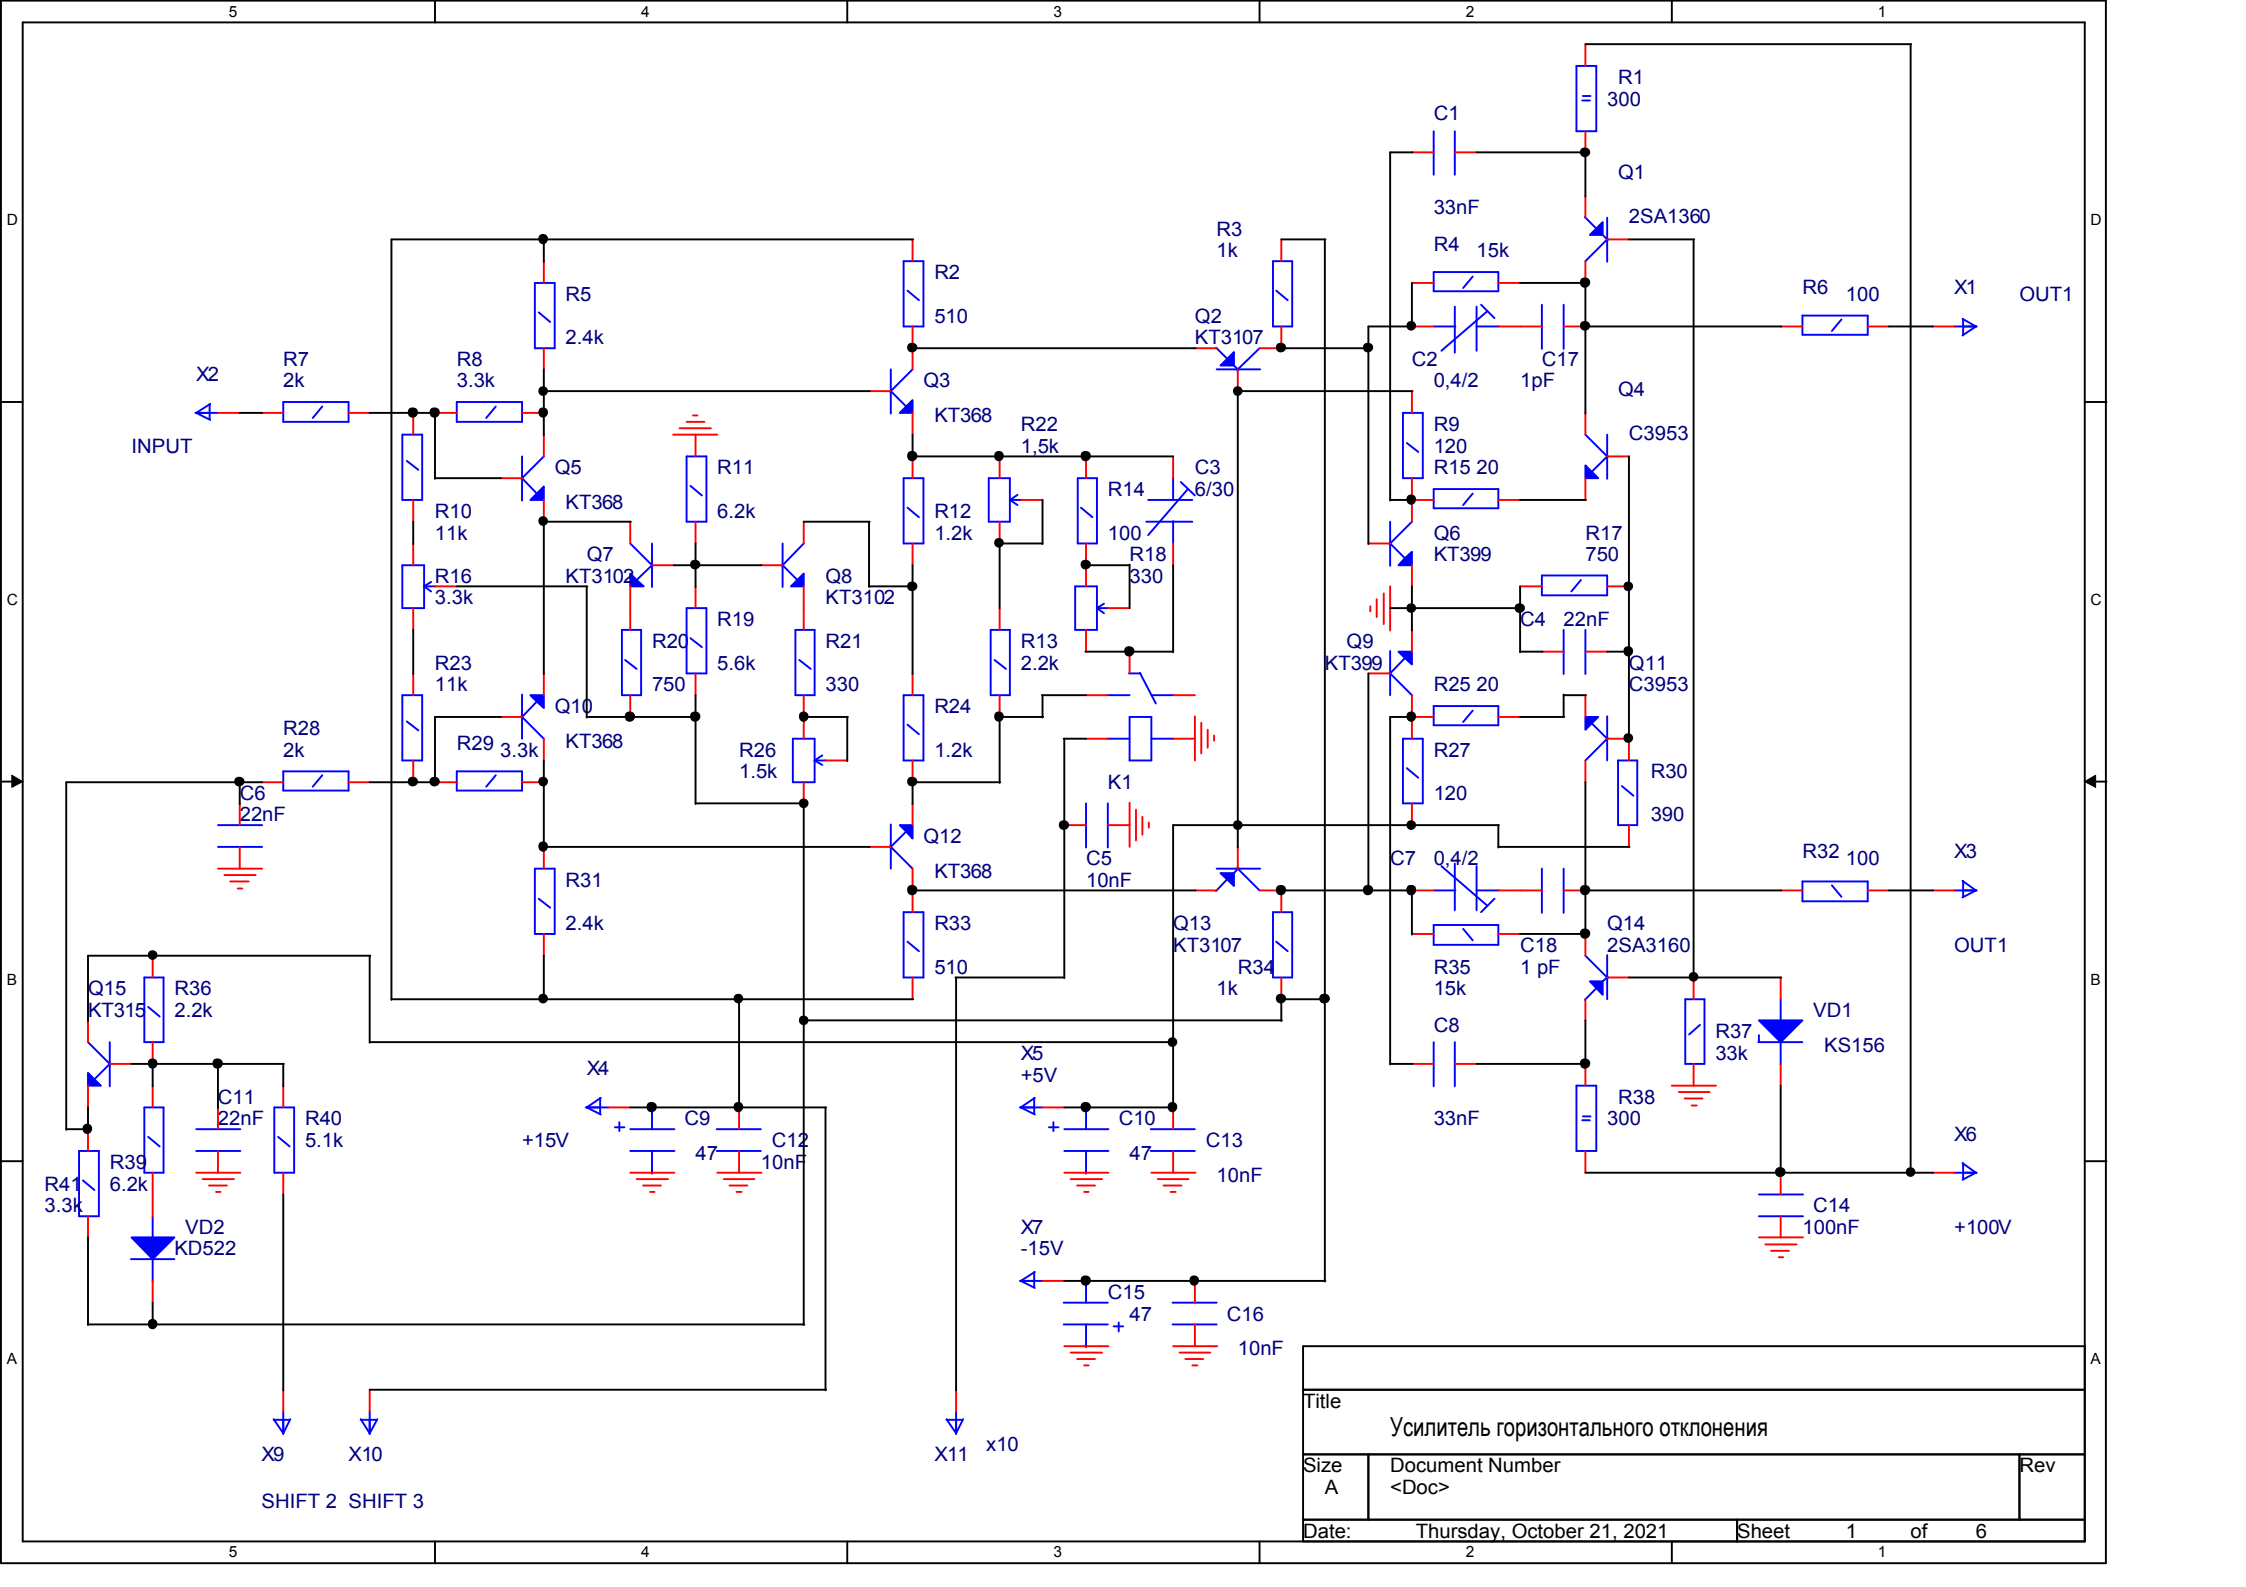 5 4 3 2 1
D
C
B
A
D
C
B
A
R1
300
C1
33nF
Q1
2SA1360
R3
1k
R4 15k
R2
510
R5
2.4k
Q2
KT3107
C2
0,4/2
C17
1pF
R6 100
X1
OUT1
X2
INPUT
R7
2k
R8
3.3k
Q3
KT368
Q4
C3953
R9
120
R15 20
Q5
KT368
R11
6.2k
R22
1,5k
C3
6/30
R10
11k
R12
1.2k
R14
100
Q6
KT399
R17
750
R16
3.3k
Q7
KT3102
Q8
KT3102
R18
330
C4 22nF
R19
5.6k
R20
750
R21
330
R13
2.2k
Q9
KT399
Q11
C3953
R23
11k
Q10
KT368
R24
1.2k
R25 20
R28
2k
R29 3.3k
R26
1.5k
R27
120
R30
390
K1
C6
22nF
Q12
KT368
C5
10nF
C7 0,4/2
R32 100
X3
OUT1
R31
2.4k
R33
510
Q13
KT3107
R34
1k
R35
15k
C18
1 pF
Q14
2SA3160
Q15
KT315
R36
2.2k
C8
33nF
R37
33k
VD1
KS156
C11
22nF
R40
5.1k
X4
+15V
+
C9
47
C12
10nF
X5
+5V
+
C10
47
C13
10nF
R38
300
X6
+100V
R39
6.2k
R41
3.3k
VD2
KD522
X7
-15V
C15
47
+
C16
10nF
C14
100nF
X9
SHIFT 2
X10
SHIFT 3
X11
x10
Title
Усилитель горизонтального отклонения
Size
A
Document Number
<Doc>
Rev
Date: Thursday, October 21, 2021 Sheet 1 of 6
5 4 3 2 1